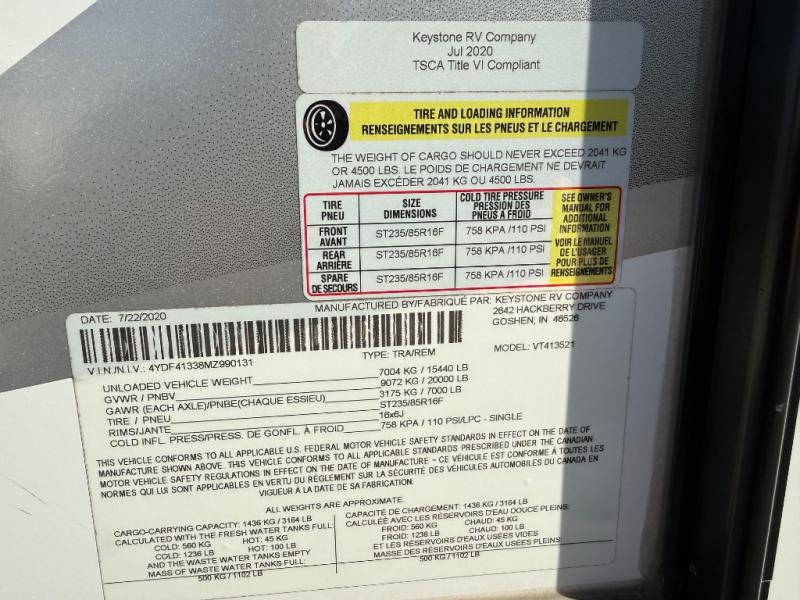 Keystone RV Company
Jul 2020
TSCA Title VI Compliant
TIRE AND LOADING INFORMATION
RENSEIGNEMENTS SUR LES PNEUS ET LE CHARGEMENT
THE WEIGHT OF CARGO SHOULD NEVER EXCEED 2041 KG
OR 4500 LBS. LE POIDS DE CHARGEMENT NE DEVRAIT
JAMAIS EXCÉDER 2041 KG OU 4500 LBS.
TIRE
PNEU
SIZE
DIMENSIONS
COLD TIRE PRESSURE
PRESSION DES
PNEUS A FROID
FRONT
AVANT
ST235/85R16F
758 KPA /110 PSI
REAR
ARRIÈRE
ST235/85R16F
758 KPA /110 PSI
SPARE
DE SECOURS
ST235/85R16F
758 KPA /110 PSI
SEE OWNER'S
MANUAL FOR
ADDITIONAL
INFORMATION
VOIR LE MANUEL
DE L'USAGER
POUR PLUS DE
RENSEIGNEMENTS
MANUFACTURED BY/FABRIQUÉ PAR: KEYSTONE RV COMPANY
2642 HACKBERRY DRIVE
GOSHEN, IN 46526
DATE: 7/22/2020
V.I.N./N.I.V.: 4YDF41338MZ990131
TYPE: TRA/REM
MODEL: VT413521
UNLOADED VEHICLE WEIGHT 7004 KG / 15440 LB
GVWR / PNBV 9072 KG / 20000 LB
GAWR (EACH AXLE)/PNBE(CHAQUE ESSIEU) 3175 KG / 7000 LB
TIRE / PNEU ST235/85R16F
RIMS/JANTE 16x6J
COLD INFL. PRESS/PRESS. DE GONFL. À FROID 758 KPA / 110 PSI/LPC - SINGLE
THIS VEHICLE CONFORMS TO ALL APPLICABLE U.S. FEDERAL MOTOR VEHICLE SAFETY STANDARDS IN EFFECT ON THE DATE OF
MANUFACTURE SHOWN ABOVE. THIS VEHICLE CONFORMS TO ALL APPLICABLE STANDARDS PRESCRIBED UNDER THE CANADIAN
MOTOR VEHICLE SAFETY REGULATIONS IN EFFECT ON THE DATE OF MANUFACTURE ~ CE VÉHICULE EST CONFORME À TOUTES LES
NORMES QUI LUI SONT APPLICABLES EN VERTU DU RÈGLEMENT SUR LA SÉCURITÉ DES VÉHICULES AUTOMOBILES DU CANADA EN
VIGUEUR À LA DATE DE SA FABRICATION.
ALL WEIGHTS ARE APPROXIMATE.
CARGO-CARRYING CAPACITY: 1436 KG / 3164 LB
CALCULATED WITH THE FRESH WATER TANKS FULL:
COLD: 560 KG HOT: 45 KG
COLD: 1236 LB HOT: 100 LB
AND THE WASTE WATER TANKS EMPTY
MASS OF WASTE WATER TANKS FULL:
500 KG / 1102 LB
CAPACITÉ DE CHARGEMENT: 1436 KG / 3164 LB
CALCULÉE AVEC LES RÉSERVOIRS D'EAU DOUCE PLEINS:
FROID: 560 KG CHAUD: 45 KG
FROID: 1236 LB CHAUD: 100 LB
ET LES RÉSERVOIRS D'EAUX USÉES VIDES
MASSE DES RÉSERVOIRS D'EAUX USÉES PLEINS:
500 KG / 1102 LB